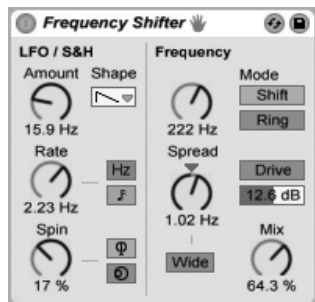 Frequency Shifter
LFO / S&H
Amount Shape
15.9 Hz
Rate
Hz
2.23 Hz
Spin
Φ
17 %
Frequency
Mode
Shift
Ring
222 Hz
Spread
Drive
12.6 dB
1.02 Hz
Wide
Mix
64.3 %